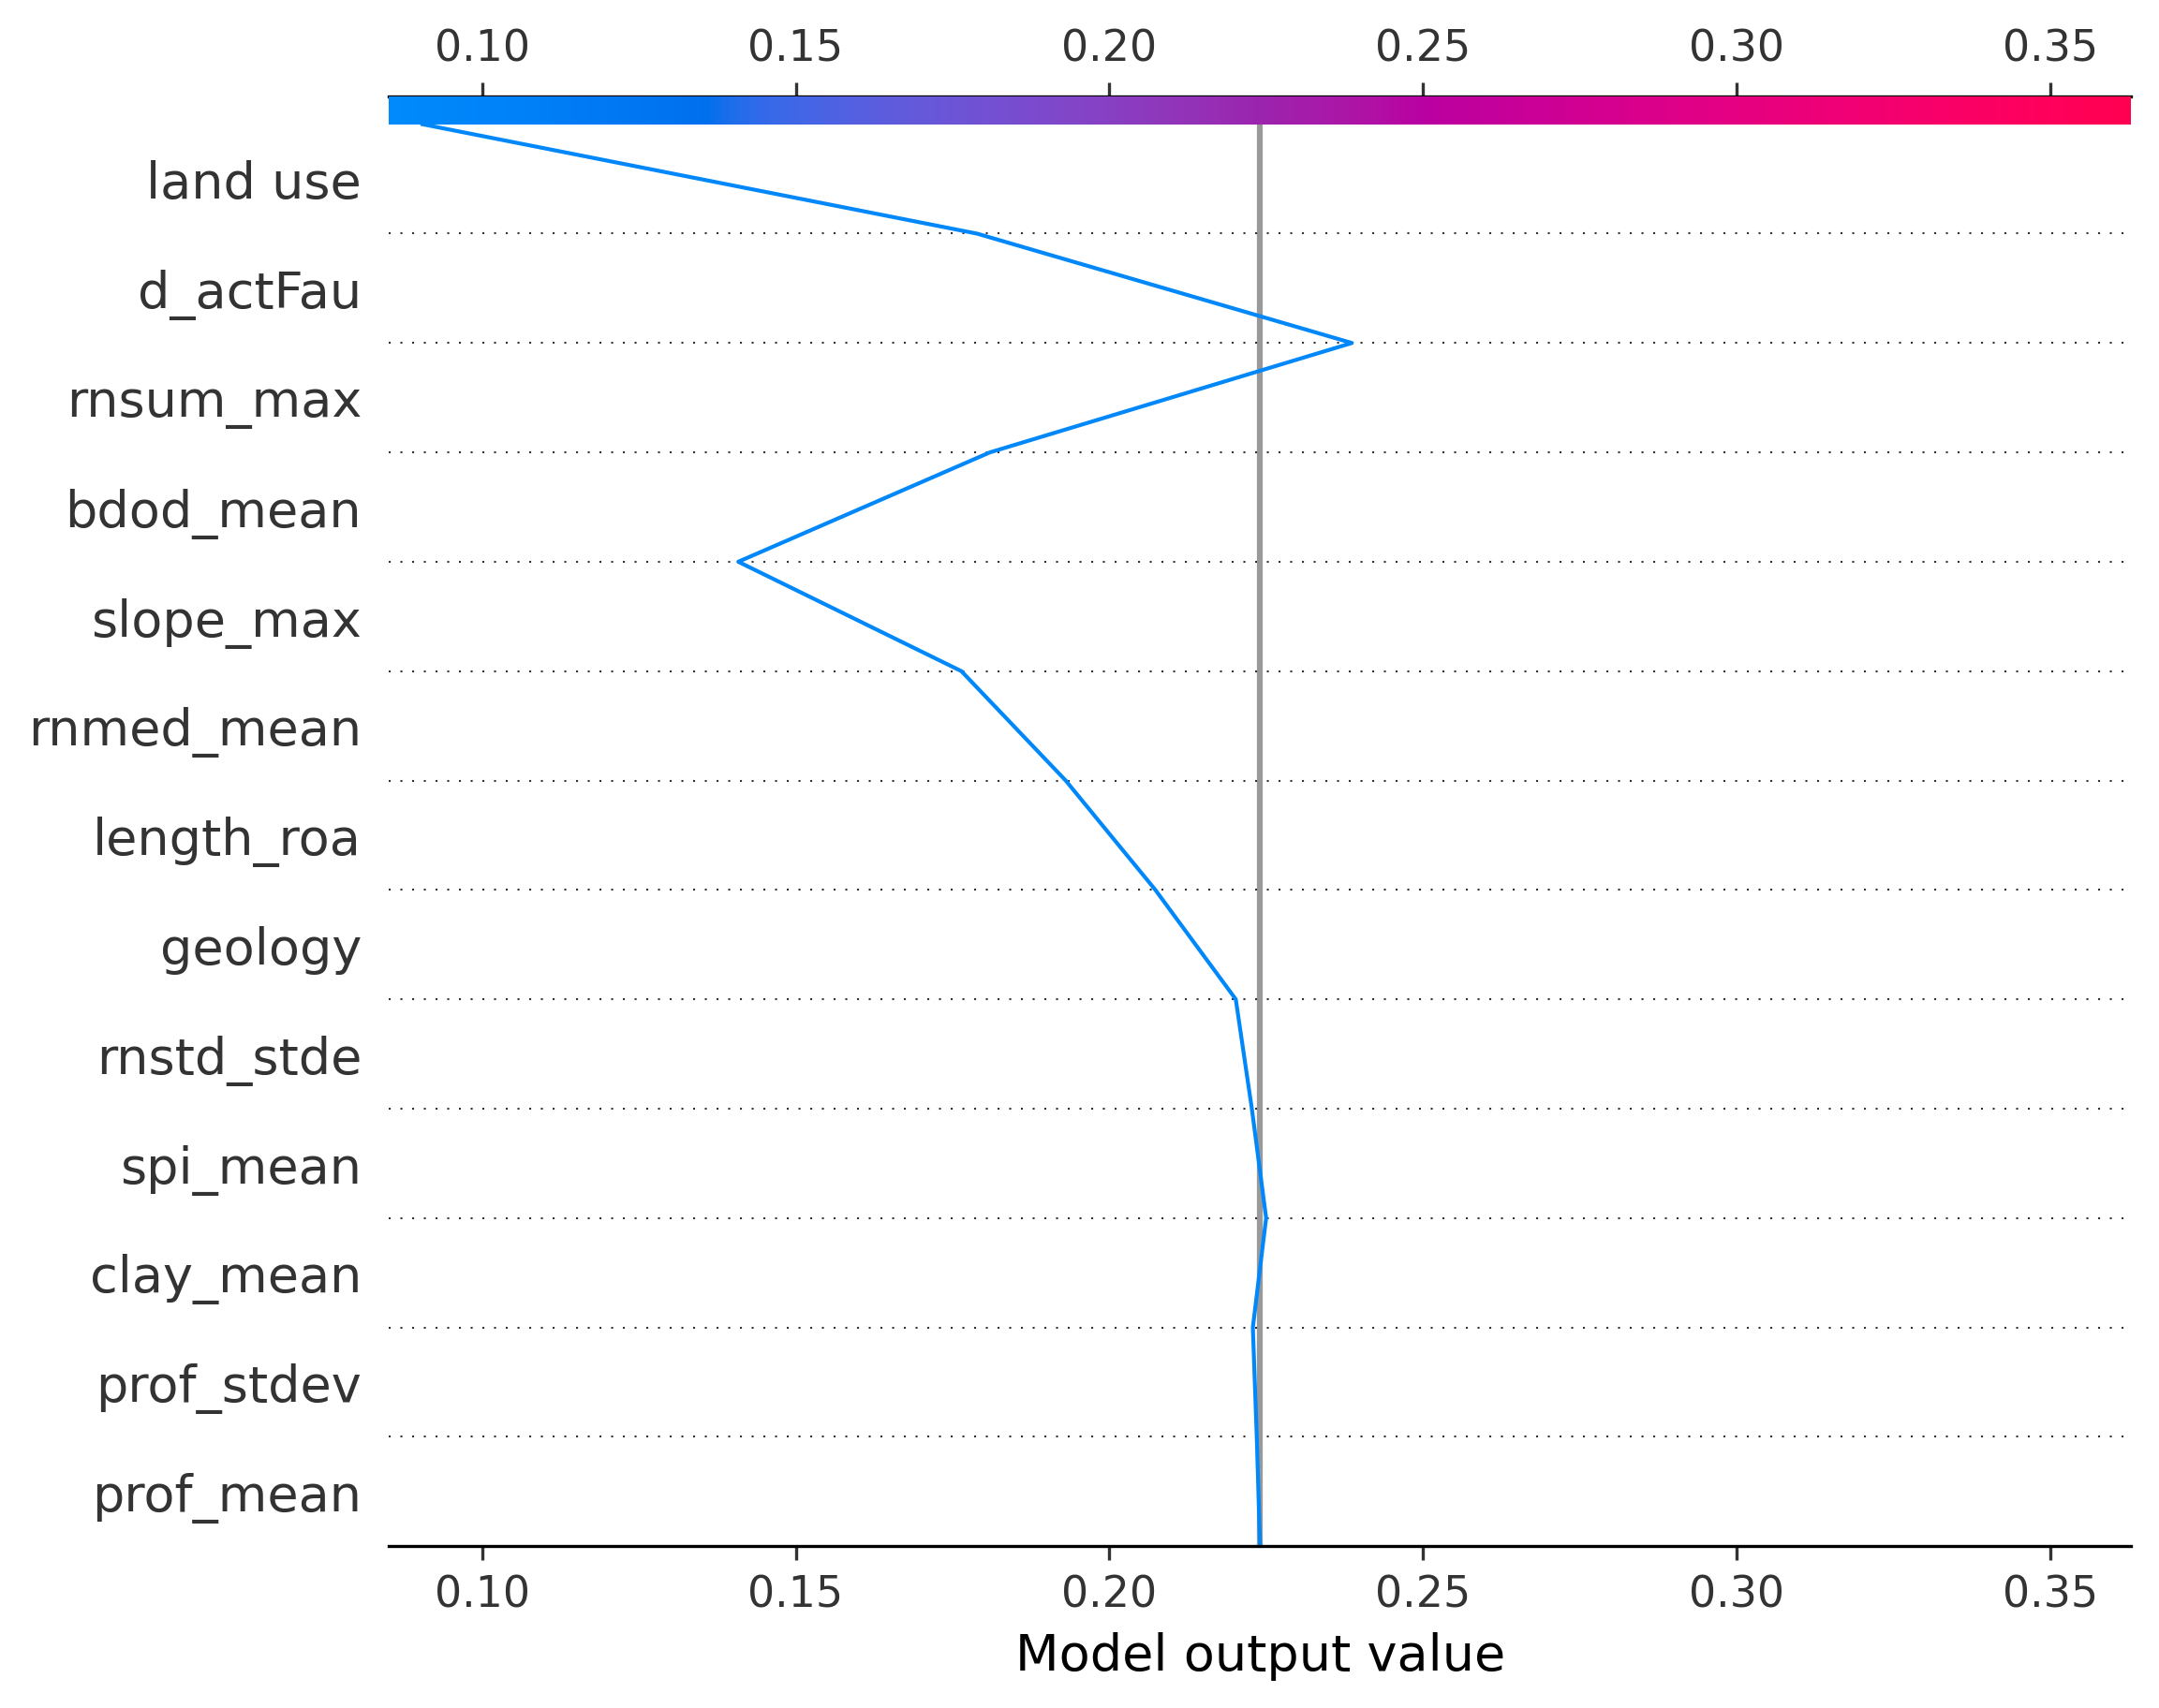 0.10 0.15 0.20 0.25 0.30 0.35
land use
d_actFau
rnsum_max
bdod_mean
slope_max
rnmed_mean
length_roa
geology
rnstd_stde
spi_mean
clay_mean
prof_stdev
prof_mean
0.10 0.15 0.20 0.25 0.30 0.35
Model output value